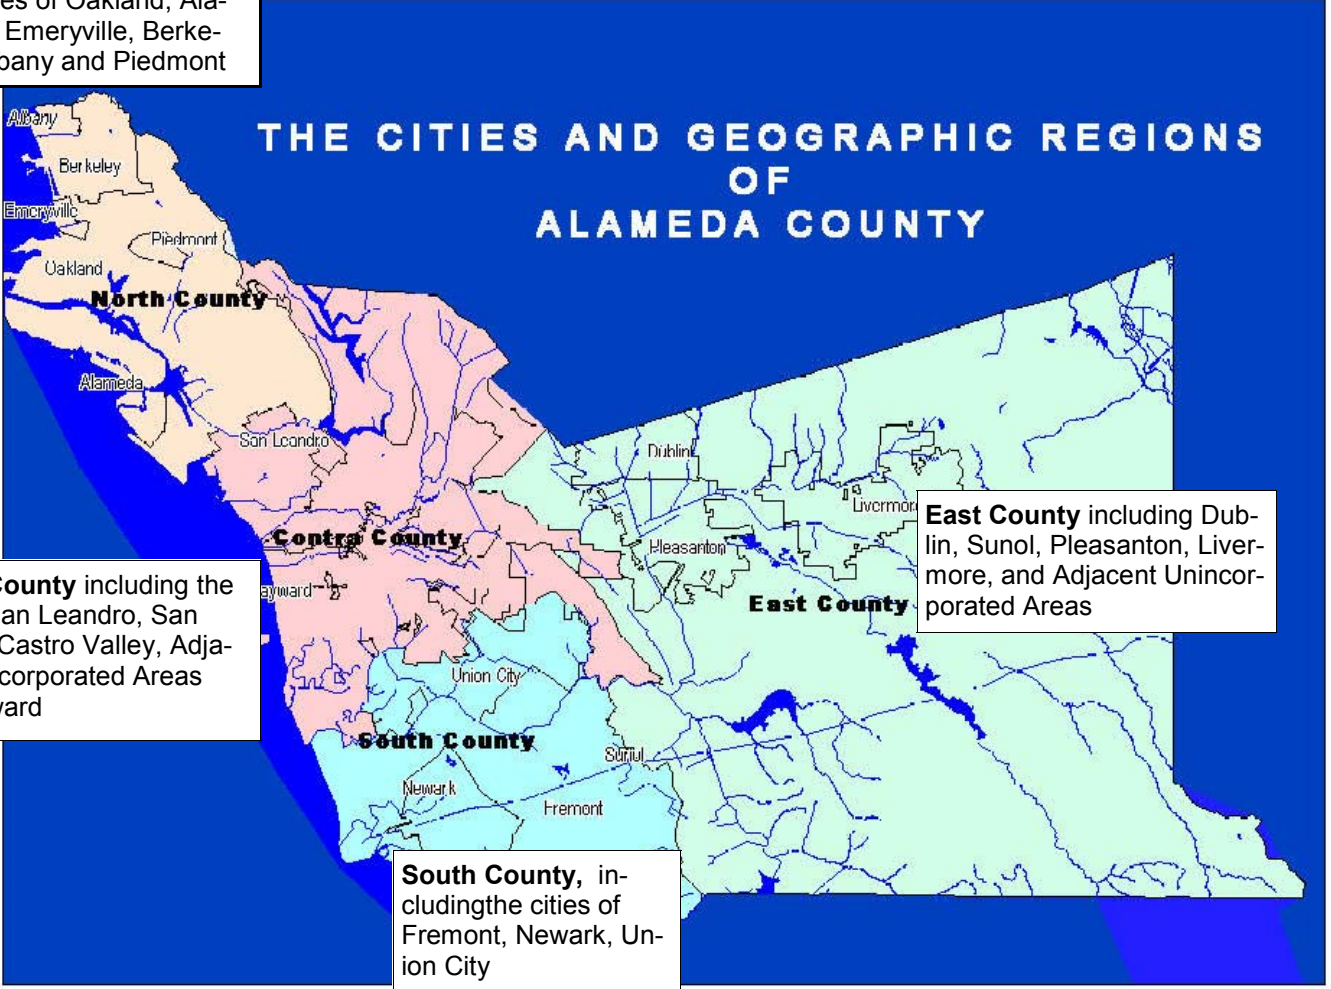 es of Oakland, Ala-
Emeryville, Berke-
bany and Piedmont
THE CITIES AND GEOGRAPHIC REGIONS
OF
ALAMEDA COUNTY
Albany
Berkeley
Emeryville
Piedmont
Oakland
North County
Alameda
San Leandro
Dublin
Livermor
Contra County
Pleasanton
East County including Dub-
lin, Sunol, Pleasanton, Liver-
more, and Adjacent Unincor-
porated Areas
County including the
an Leandro, San
Castro Valley, Adja-
corporated Areas
ward
ayward
East County
Union City
South County
Sunol
Newark
Fremont
South County, in-
cludingthe cities of
Fremont, Newark, Un-
ion City